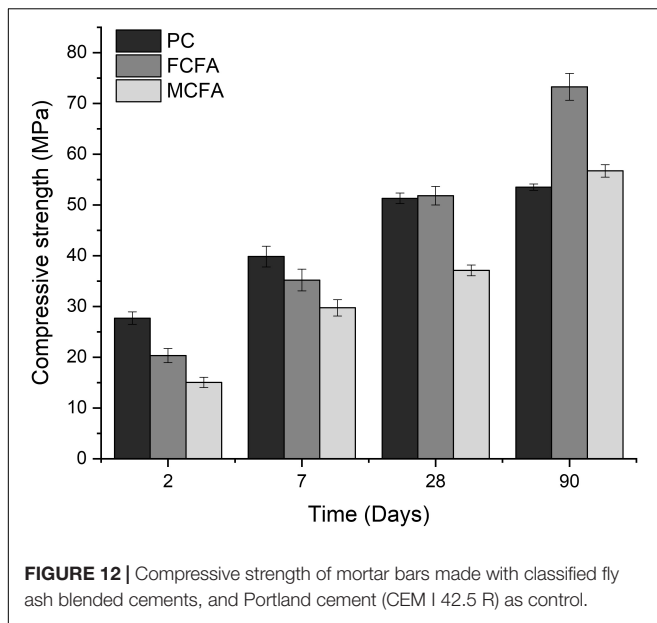 PC
FCFA
MCFA
80
70
60
50
40
30
20
10
0
Compressive strength (MPa)
2 7 28 90
Time (Days)
FIGURE 12 | Compressive strength of mortar bars made with classified fly
ash blended cements, and Portland cement (CEM I 42.5 R) as control.